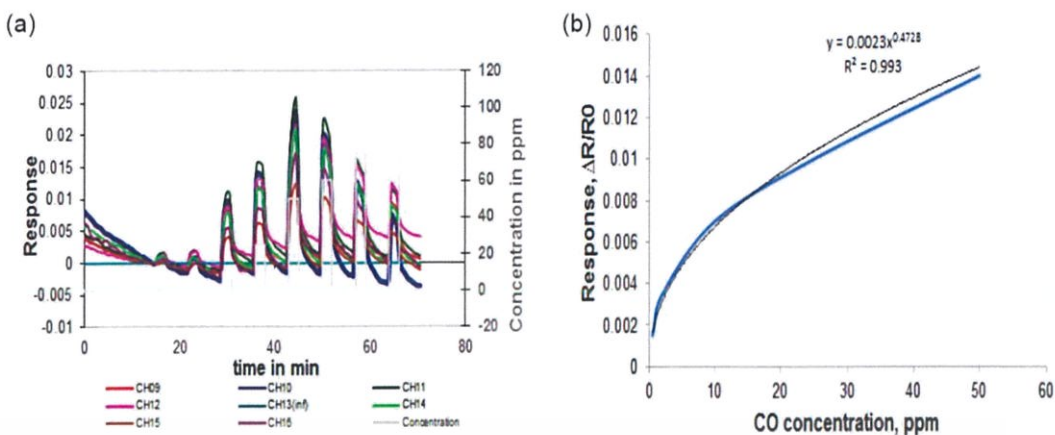 (a)
0.03
0.025
0.02
0.015
0.01
0.005
0
-0.005
-0.01
Response
120
100
80
60
40
20
0
-20
Concentration in ppm
0 20 40 60 80
time in min
CH09 CH10 CH11
CH12 CH13(inf) CH14
CH15 CH16 Concentration
(b)
y = 0.0023x^0.4728
R² = 0.993
0.016
0.014
0.012
0.01
0.008
0.006
0.004
0.002
0
Response, ΔR/R0
0 10 20 30 40 50 60
CO concentration, ppm